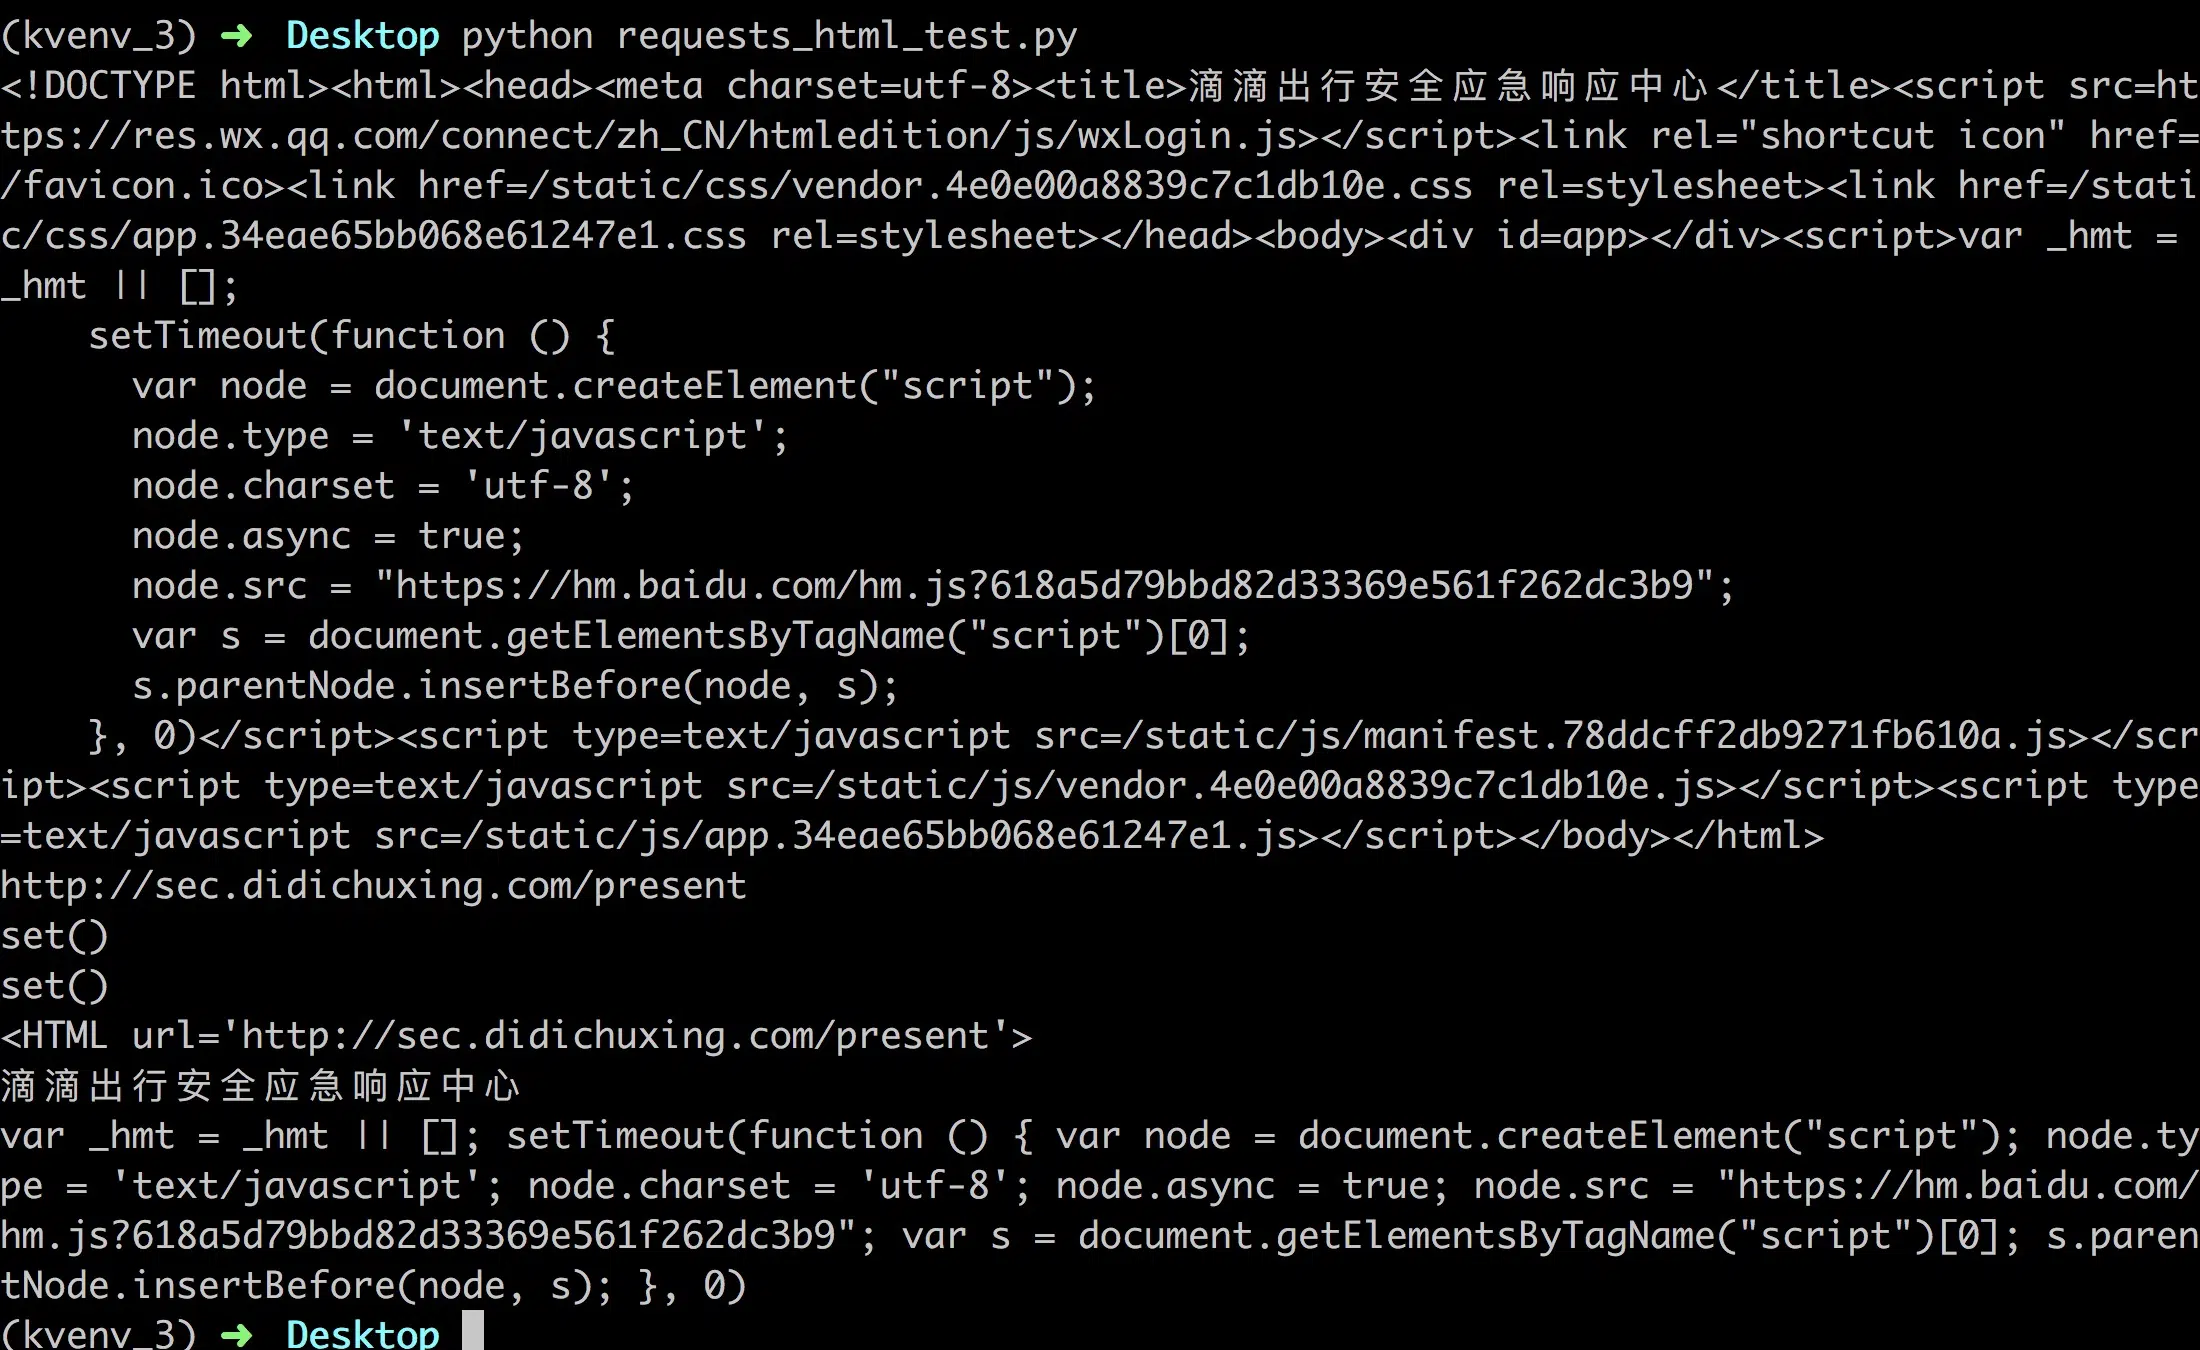 (kvenv_3) ➜  Desktop python requests_html_test.py
<!DOCTYPE html><html><head><meta charset=utf-8><title>滴滴出行安全应急响应中心</title><script src=ht
tps://res.wx.qq.com/connect/zh_CN/htmledition/js/wxLogin.js></script><link rel="shortcut icon" href=
/favicon.ico><link href=/static/css/vendor.4e0e00a8839c7c1db10e.css rel=stylesheet><link href=/stati
c/css/app.34eae65bb068e61247e1.css rel=stylesheet></head><body><div id=app></div><script>var _hmt =
_hmt || [];
    setTimeout(function () {
      var node = document.createElement("script");
      node.type = 'text/javascript';
      node.charset = 'utf-8';
      node.async = true;
      node.src = "https://hm.baidu.com/hm.js?618a5d79bbd82d33369e561f262dc3b9";
      var s = document.getElementsByTagName("script")[0];
      s.parentNode.insertBefore(node, s);
    }, 0)</script><script type=text/javascript src=/static/js/manifest.78ddcff2db9271fb610a.js></scr
ipt><script type=text/javascript src=/static/js/vendor.4e0e00a8839c7c1db10e.js></script><script type
=text/javascript src=/static/js/app.34eae65bb068e61247e1.js></script></body></html>
http://sec.didichuxing.com/present
set()
set()
<HTML url='http://sec.didichuxing.com/present'>
滴滴出行安全应急响应中心
var _hmt = _hmt || []; setTimeout(function () { var node = document.createElement("script"); node.ty
pe = 'text/javascript'; node.charset = 'utf-8'; node.async = true; node.src = "https://hm.baidu.com/
hm.js?618a5d79bbd82d33369e561f262dc3b9"; var s = document.getElementsByTagName("script")[0]; s.paren
tNode.insertBefore(node, s); }, 0)
(kvenv_3) ➜  Desktop